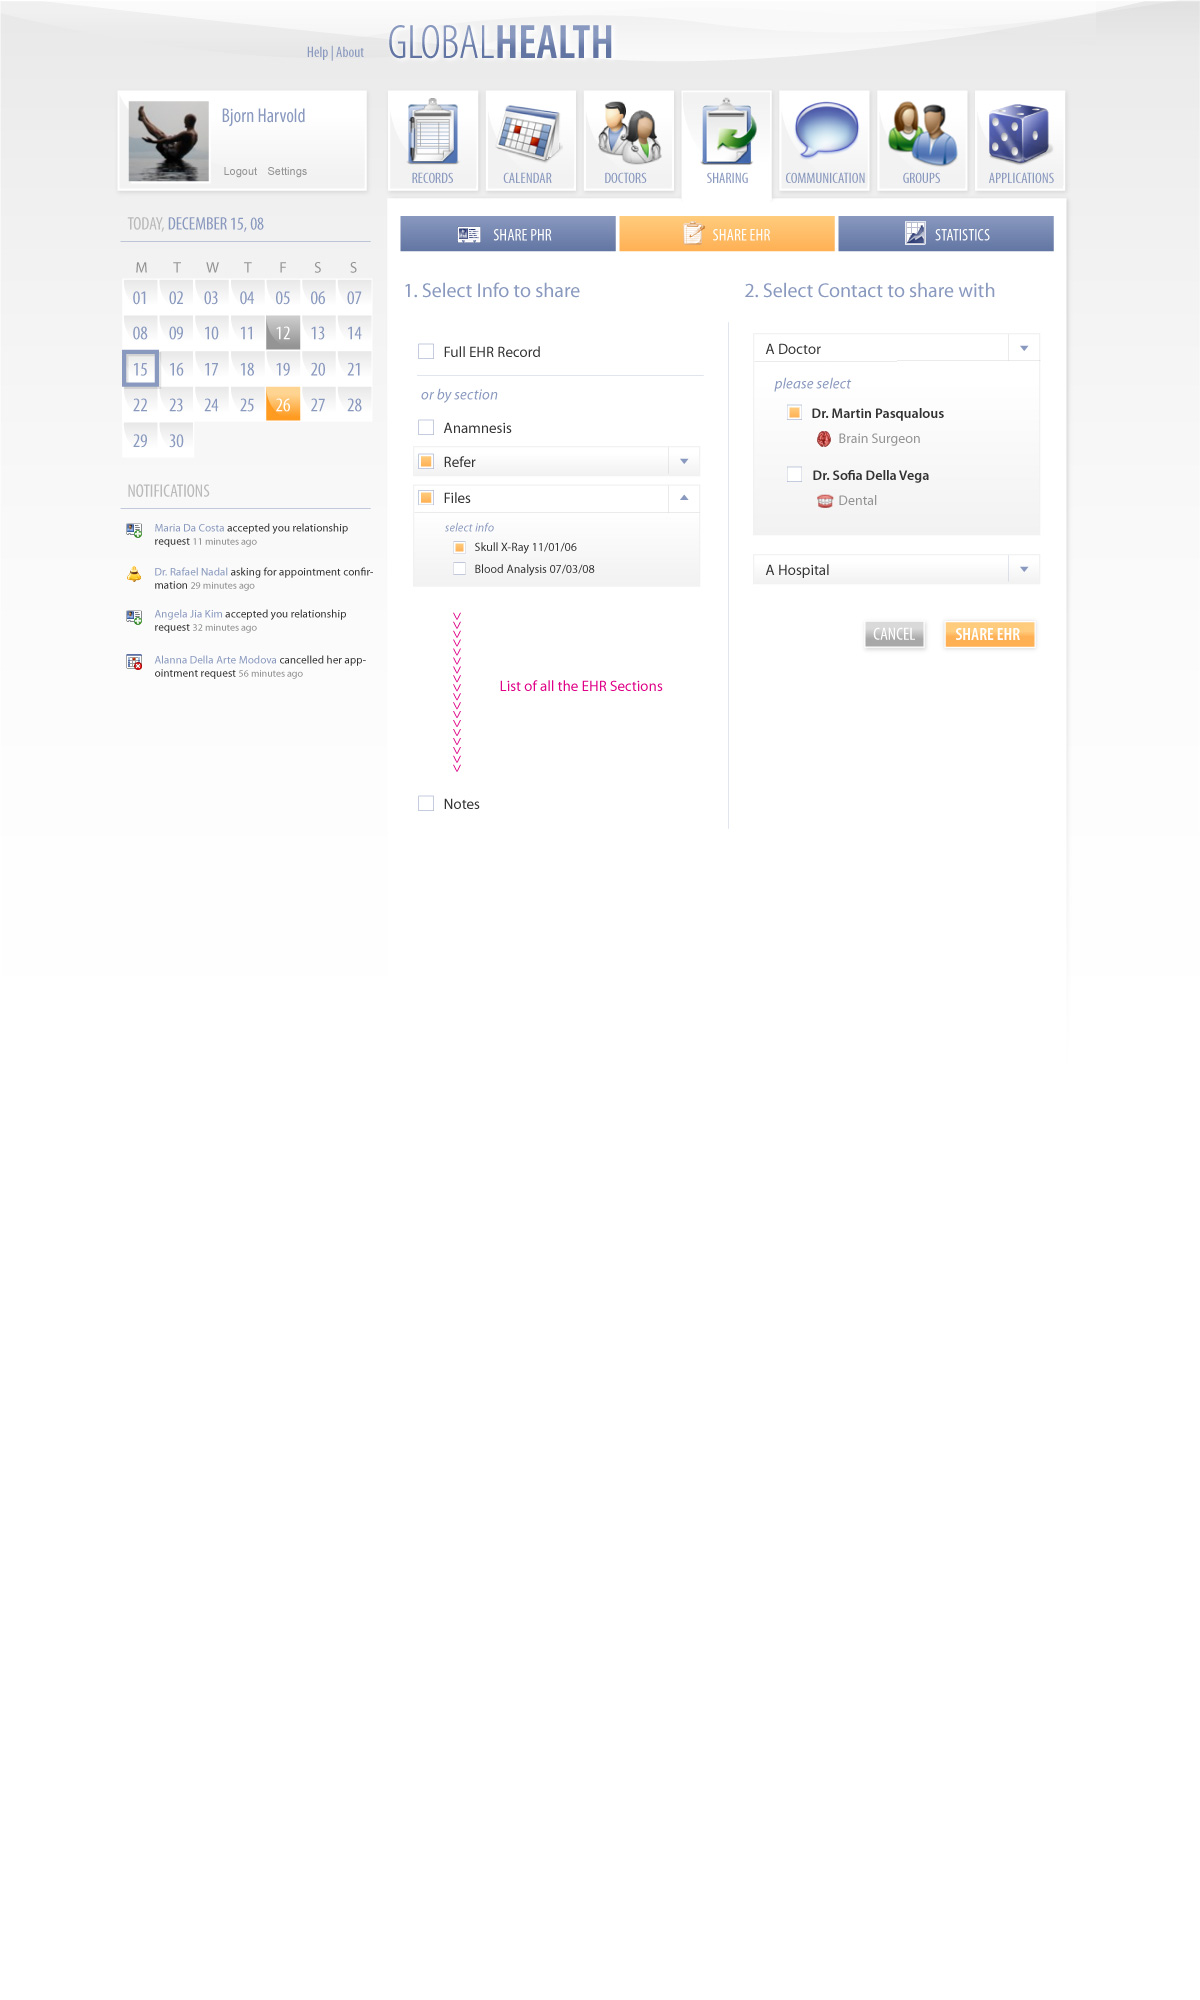 Help | About
GLOBALHEALTH
Bjorn Harvold
Logout Settings
RECORDS
CALENDAR
DOCTORS
SHARING
COMMUNICATION
GROUPS
APPLICATIONS
TODAY, DECEMBER 15, 08
M T W T F S S
01 02 03 04 05 06 07
08 09 10 11 12 13 14
15 16 17 18 19 20 21
22 23 24 25 26 27 28
29 30
NOTIFICATIONS
Maria Da Costa accepted you relationship
request 11 minutes ago
Dr. Rafael Nadal asking for appointment confir-
mation 29 minutes ago
Angela Jia Kim accepted you relationship
request 32 minutes ago
Alanna Della Arte Modova cancelled her app-
ointment request 56 minutes ago
SHARE PHR
SHARE EHR
STATISTICS
1. Select Info to share
Full EHR Record
or by section
Anamnesis
Refer
Files
select info
Skull X-Ray 11/01/06
Blood Analysis 07/03/08
List of all the EHR Sections
Notes
2. Select Contact to share with
A Doctor
please select
Dr. Martin Pasqualous
Brain Surgeon
Dr. Sofia Della Vega
Dental
A Hospital
CANCEL
SHARE EHR